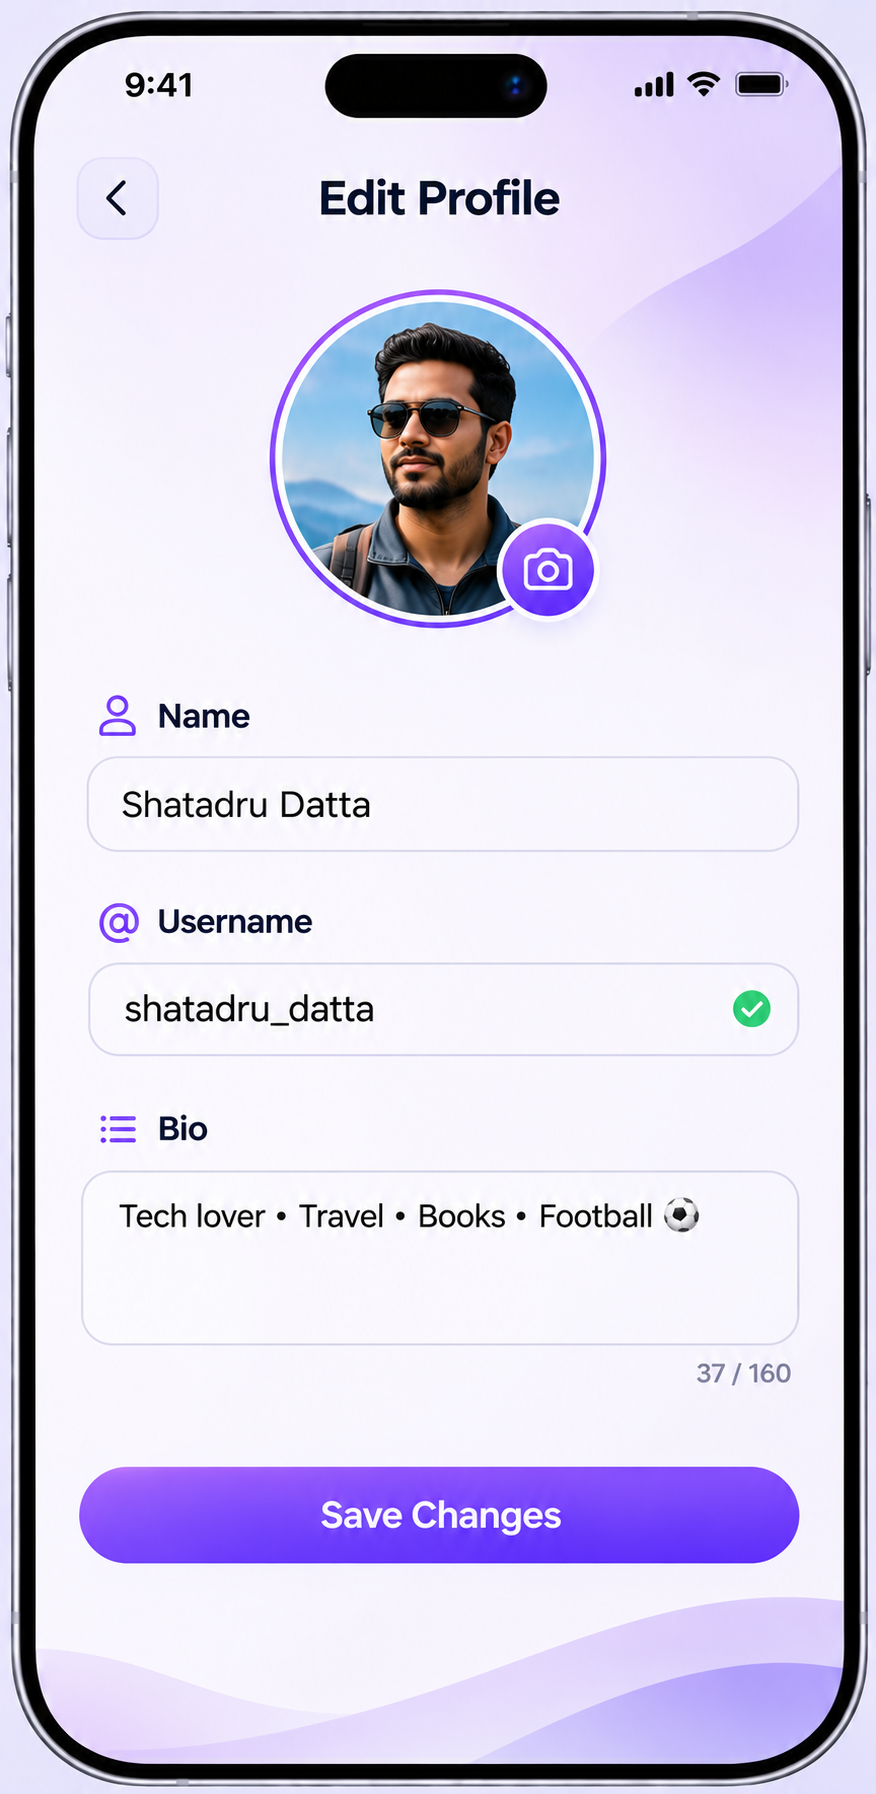 9:41
Edit Profile
Name
Shatadru Datta
@ Username
shatadru_datta
Bio
Tech lover • Travel • Books • Football ⚽
37 / 160
Save Changes